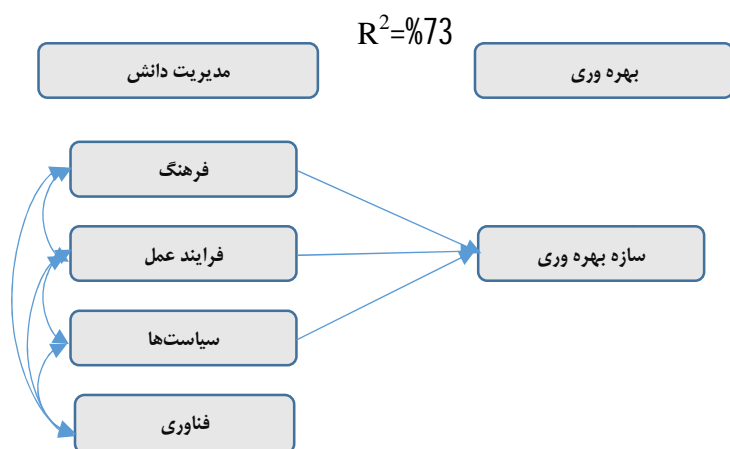 R²=%73
مدیریت دانش
بهره وری
فرهنگ
فرایند عمل
سازه بهره وری
سیاست‌ها
فناوری